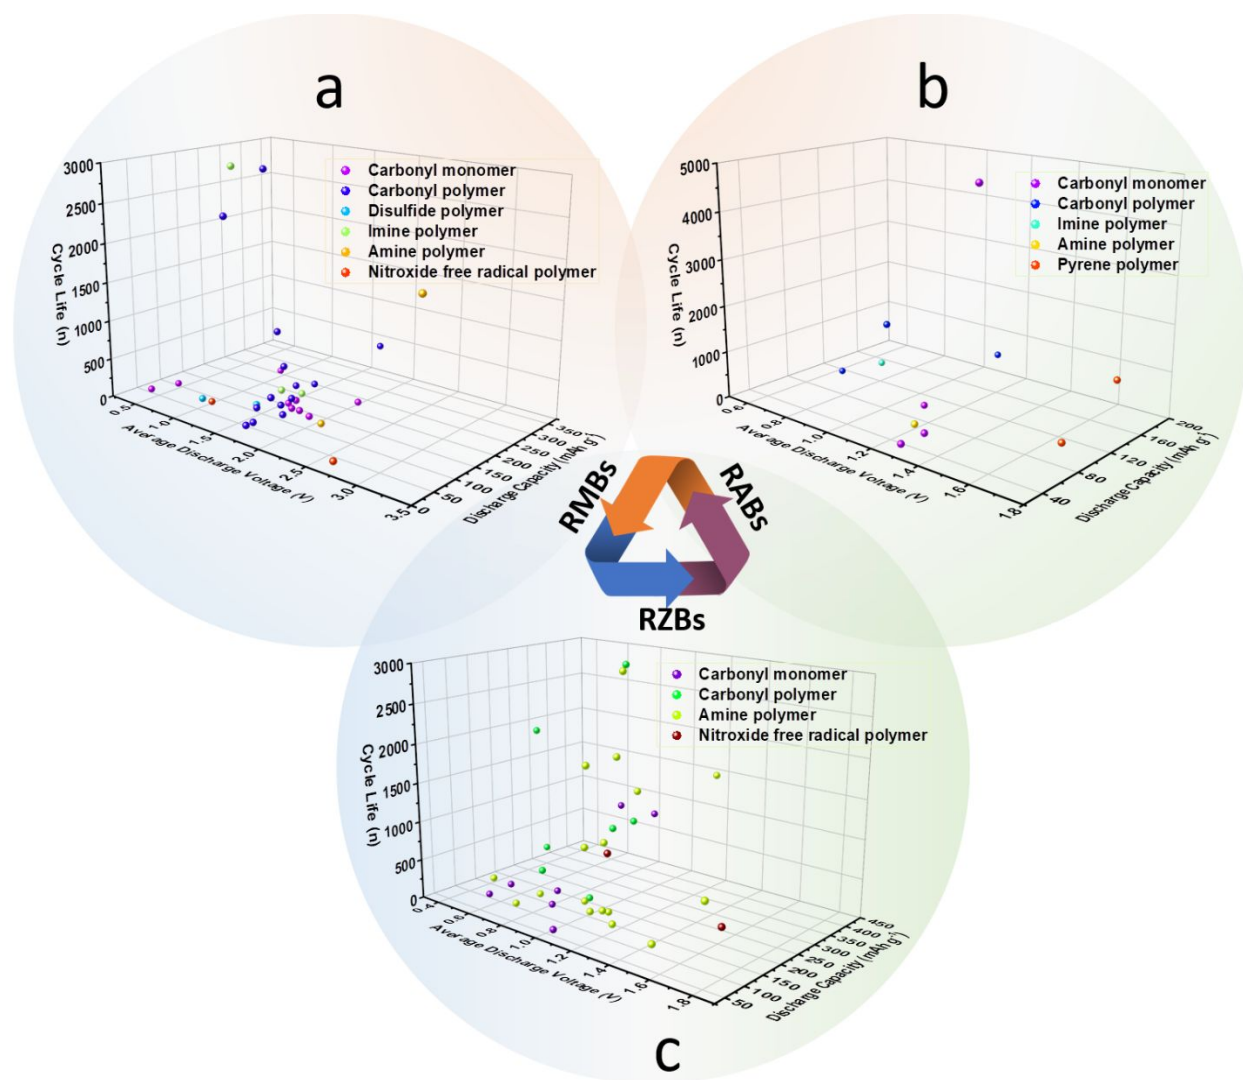 a
3000
2500
2000
1500
1000
500
0
Cycle Life (n)
0.5
1.0
1.5
2.0
2.5
3.0
3.5
Average Discharge Voltage (V)
0
50
100
150
200
250
300
350
Discharge Capacity (mAh g⁻¹)
Carbonyl monomer
Carbonyl polymer
Disulfide polymer
Imine polymer
Amine polymer
Nitroxide free radical polymer
b
5000
4000
3000
2000
1000
0
Cycle Life (n)
0.6
0.8
1.0
1.2
1.4
1.6
1.8
Average Discharge Voltage (V)
40
80
120
160
200
Discharge Capacity (mAh g⁻¹)
Carbonyl monomer
Carbonyl polymer
Imine polymer
Amine polymer
Pyrene polymer
RMBs
RABs
RZBs
3000
2500
2000
1500
1000
500
0
Cycle Life (n)
0.4
0.6
0.8
1.0
1.2
1.4
1.6
1.8
Average Discharge Voltage (V)
50
100
150
200
250
300
350
400
450
Discharge Capacity (mAh g⁻¹)
Carbonyl monomer
Carbonyl polymer
Amine polymer
Nitroxide free radical polymer
c